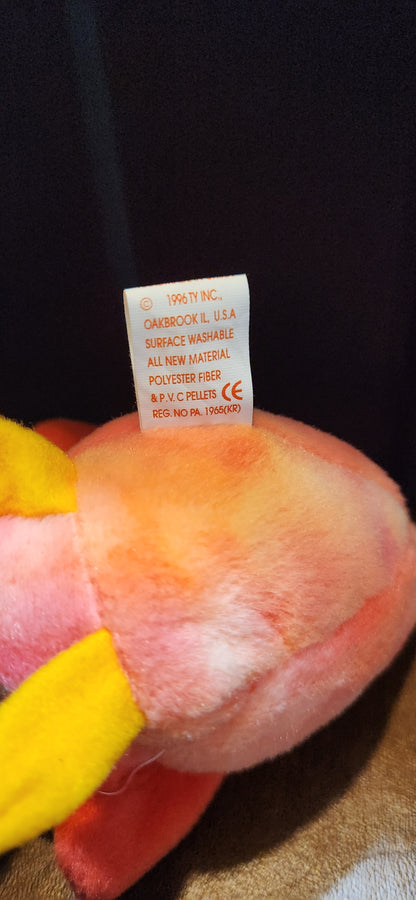 © 1996 TY INC.,
OAKBROOK IL, U.S.A
SURFACE WASHABLE
ALL NEW MATERIAL
POLYESTER FIBER
& P.V.C PELLETS CE
REG. NO PA. 1965(KR)